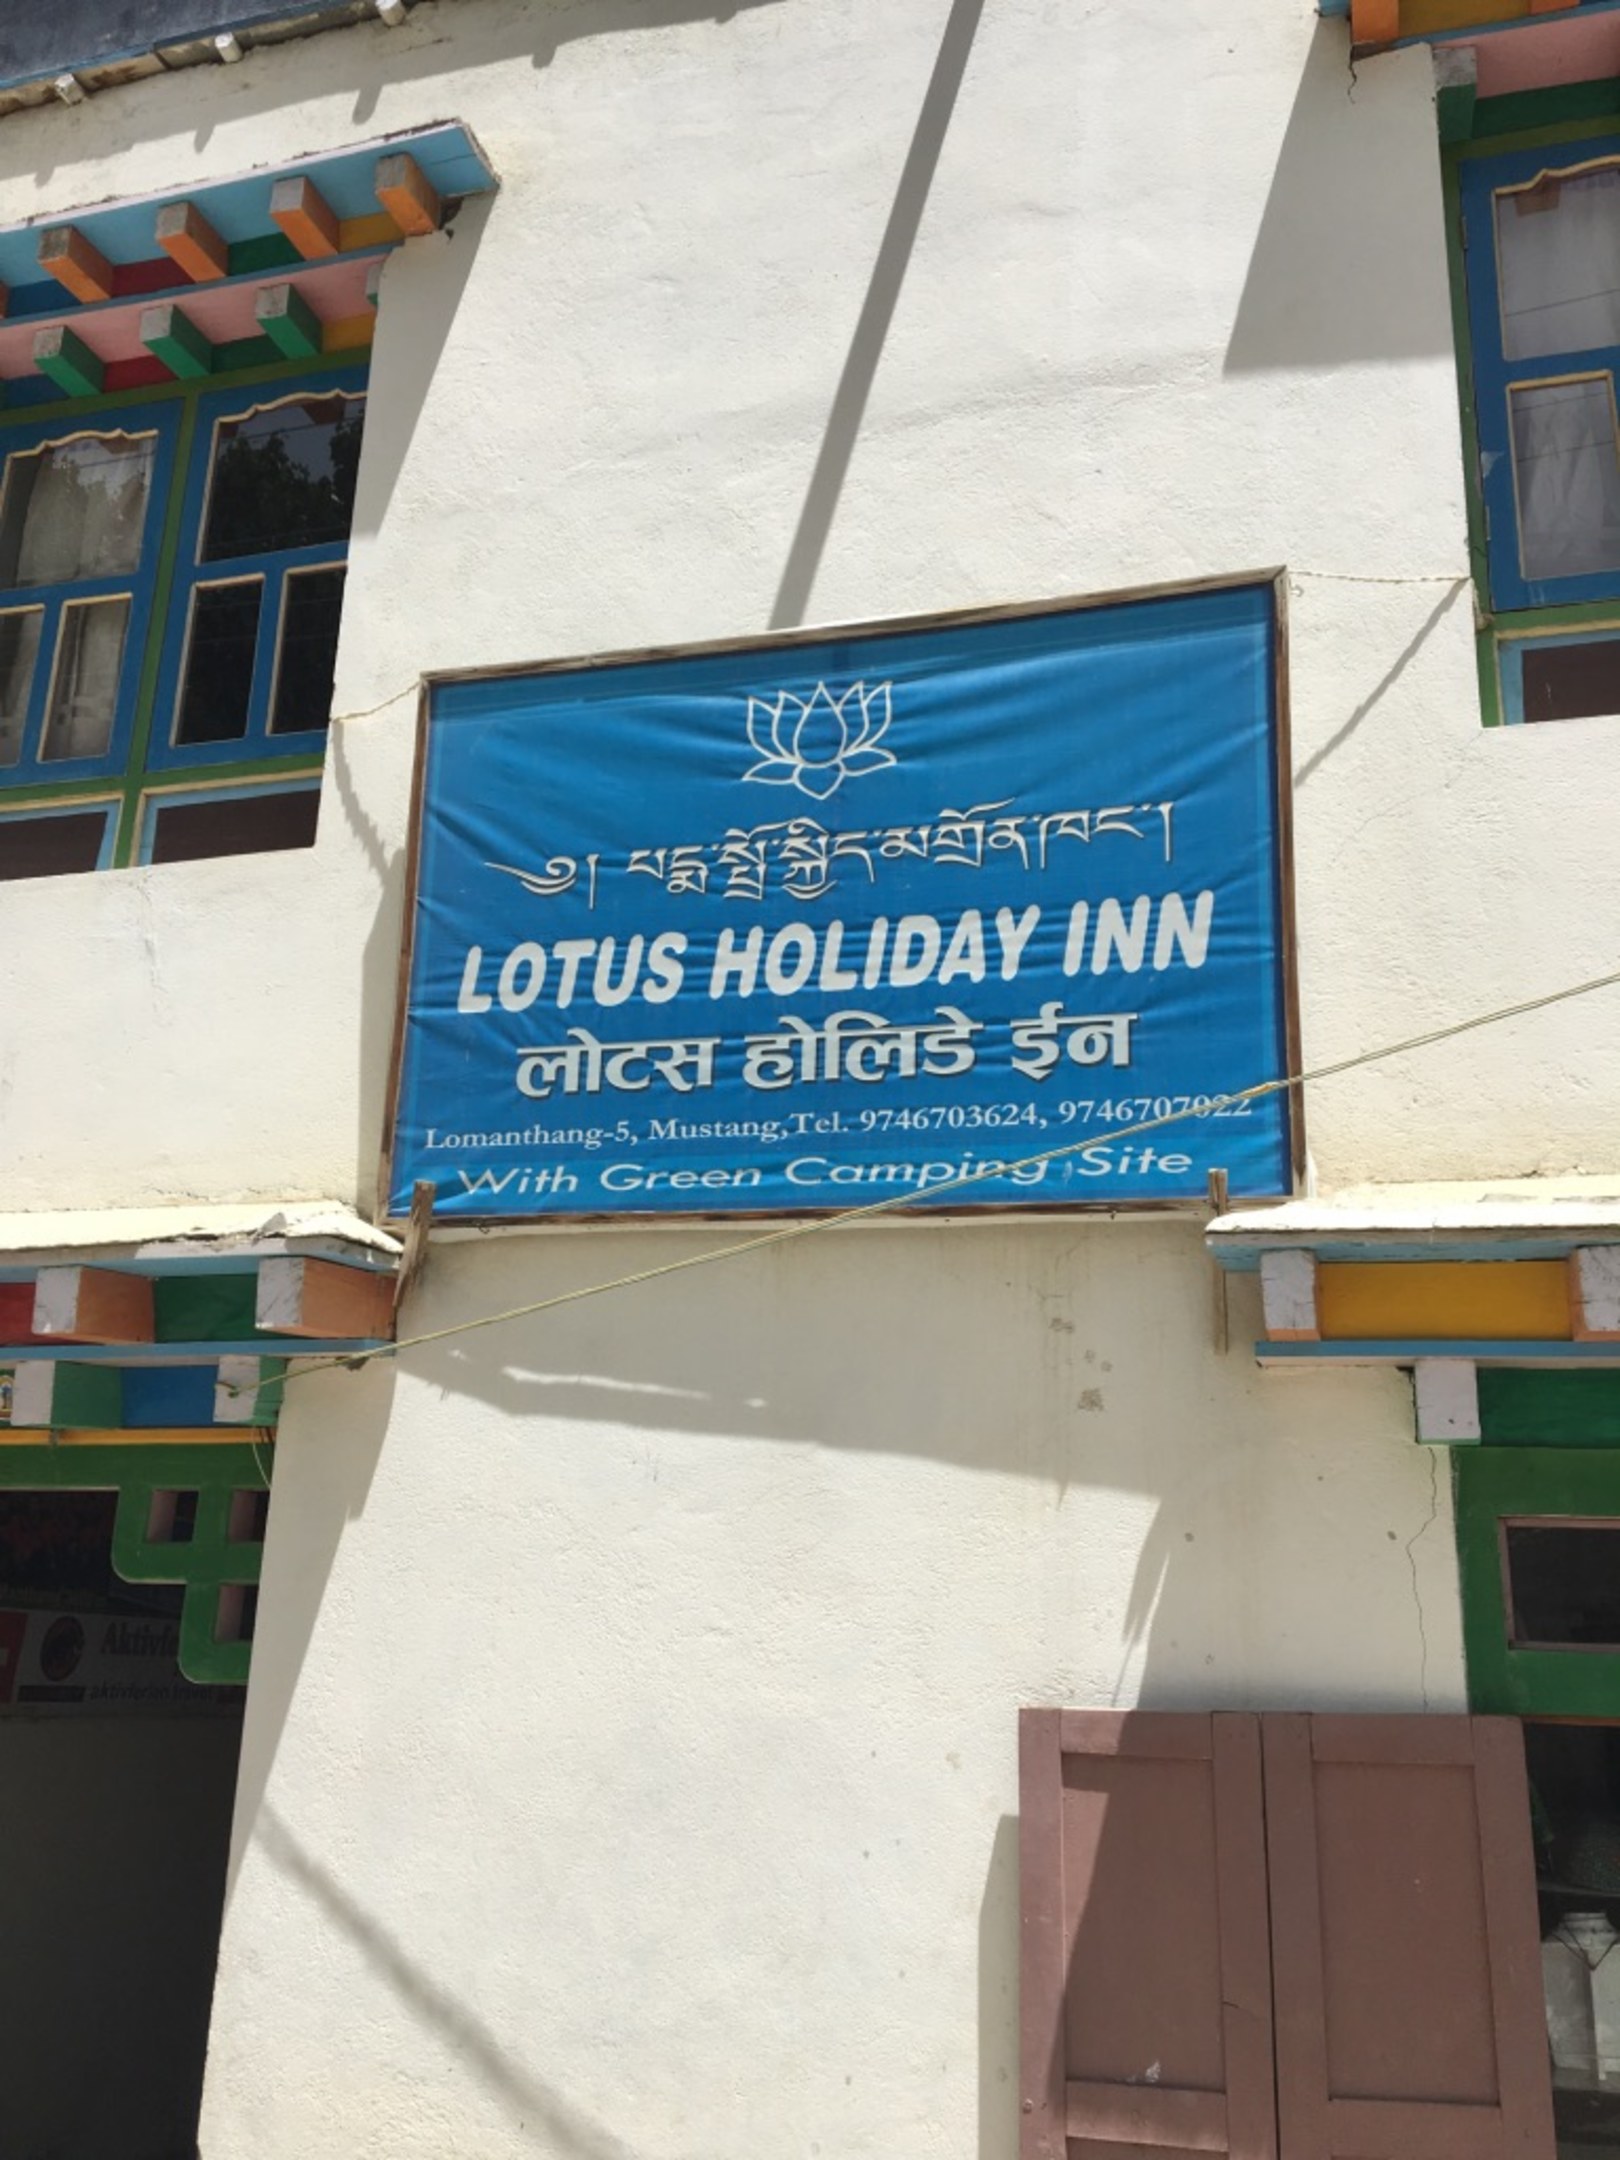 ༄། པདྨ་སྤྲོ་སྐྱིད་མགྲོན་ཁང་།
LOTUS HOLIDAY INN
लोटस होलिडे ईन
Lomanthang-5, Mustang,Tel. 9746703624, 9746707922
With Green Camping Site